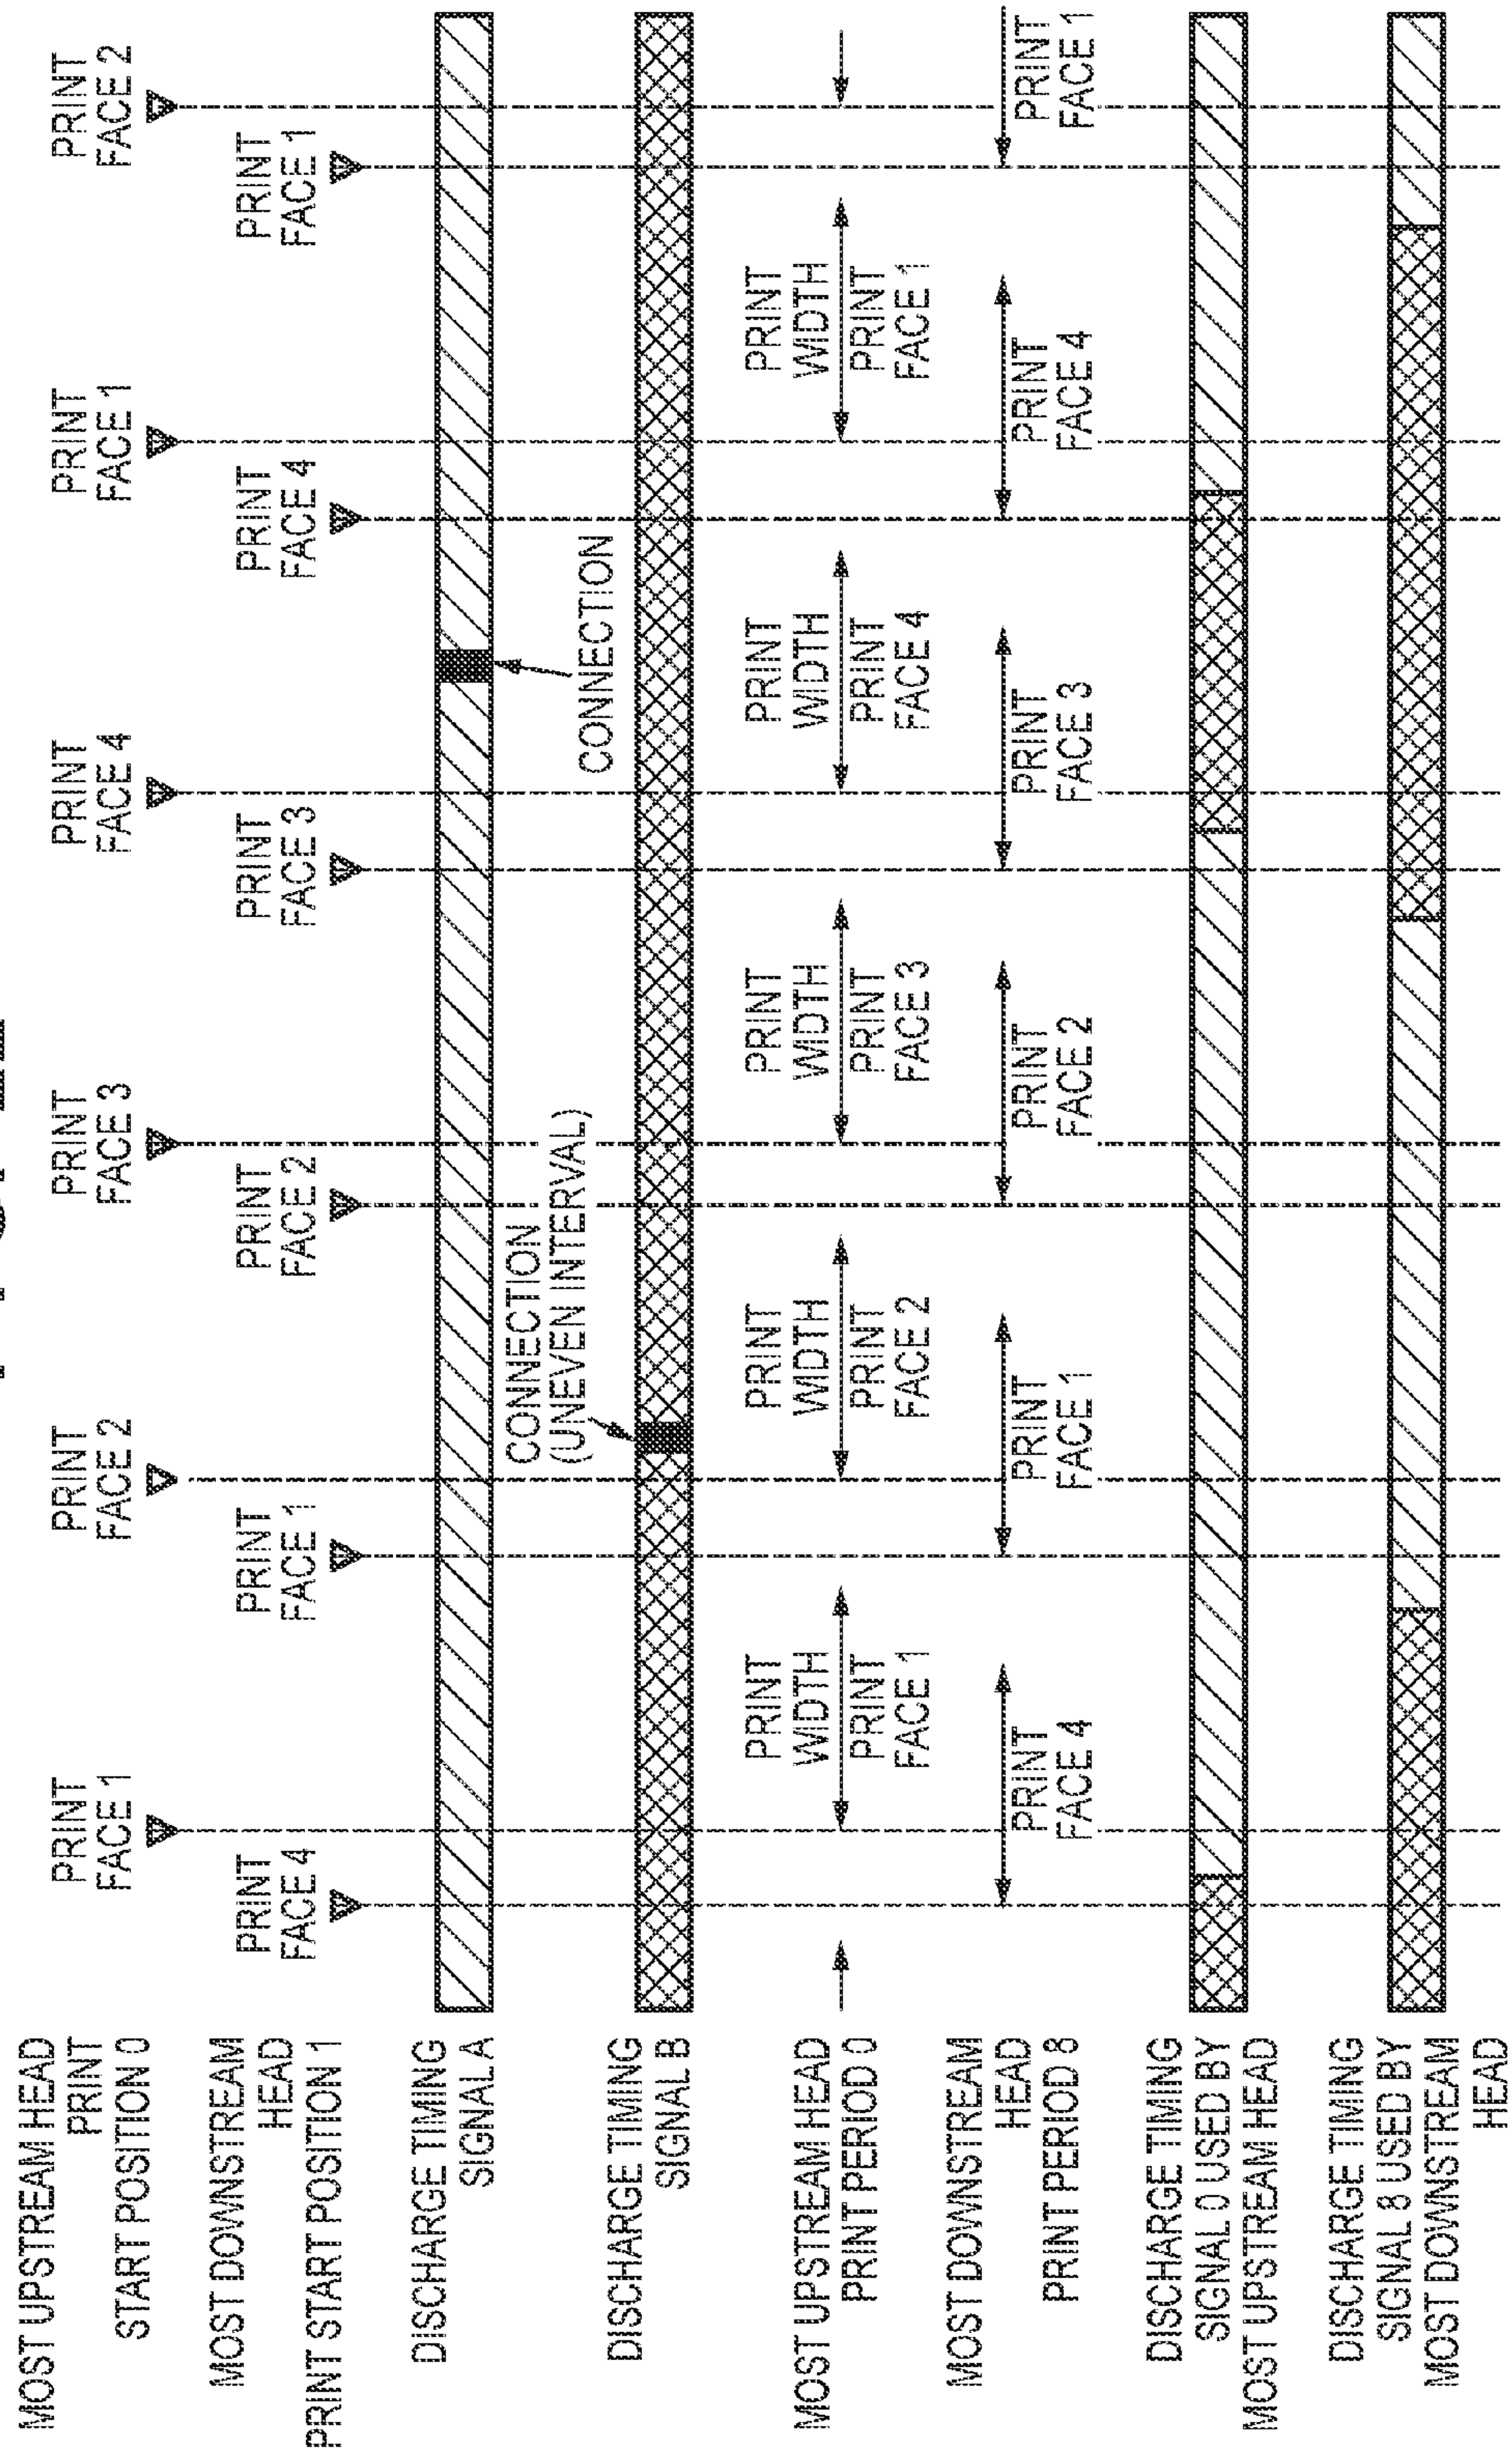 MOST UPSTREAM HEAD
PRINT
START POSITION 0
PRINT
FACE 1
PRINT
FACE 2
PRINT
FACE 3
PRINT
FACE 4
PRINT
FACE 1
PRINT
FACE 2
MOST DOWNSTREAM
HEAD
PRINT START POSITION 1
PRINT
FACE 4
PRINT
FACE 1
PRINT
FACE 2
PRINT
FACE 3
PRINT
FACE 4
PRINT
FACE 1
DISCHARGE TIMING
SIGNAL A
CONNECTION
(UNEVEN INTERVAL)
CONNECTION
DISCHARGE TIMING
SIGNAL B
MOST UPSTREAM HEAD
PRINT PERIOD 0
PRINT
WIDTH
PRINT
FACE 1
PRINT
WIDTH
PRINT
FACE 2
PRINT
WIDTH
PRINT
FACE 3
PRINT
WIDTH
PRINT
FACE 4
PRINT
WIDTH
PRINT
FACE 1
MOST DOWNSTREAM
HEAD
PRINT PERIOD 8
PRINT
FACE 4
PRINT
FACE 1
PRINT
FACE 2
PRINT
FACE 3
PRINT
FACE 4
PRINT
FACE 1
DISCHARGE TIMING
SIGNAL 0 USED BY
MOST UPSTREAM HEAD
DISCHARGE TIMING
SIGNAL 8 USED BY
MOST DOWNSTREAM
HEAD